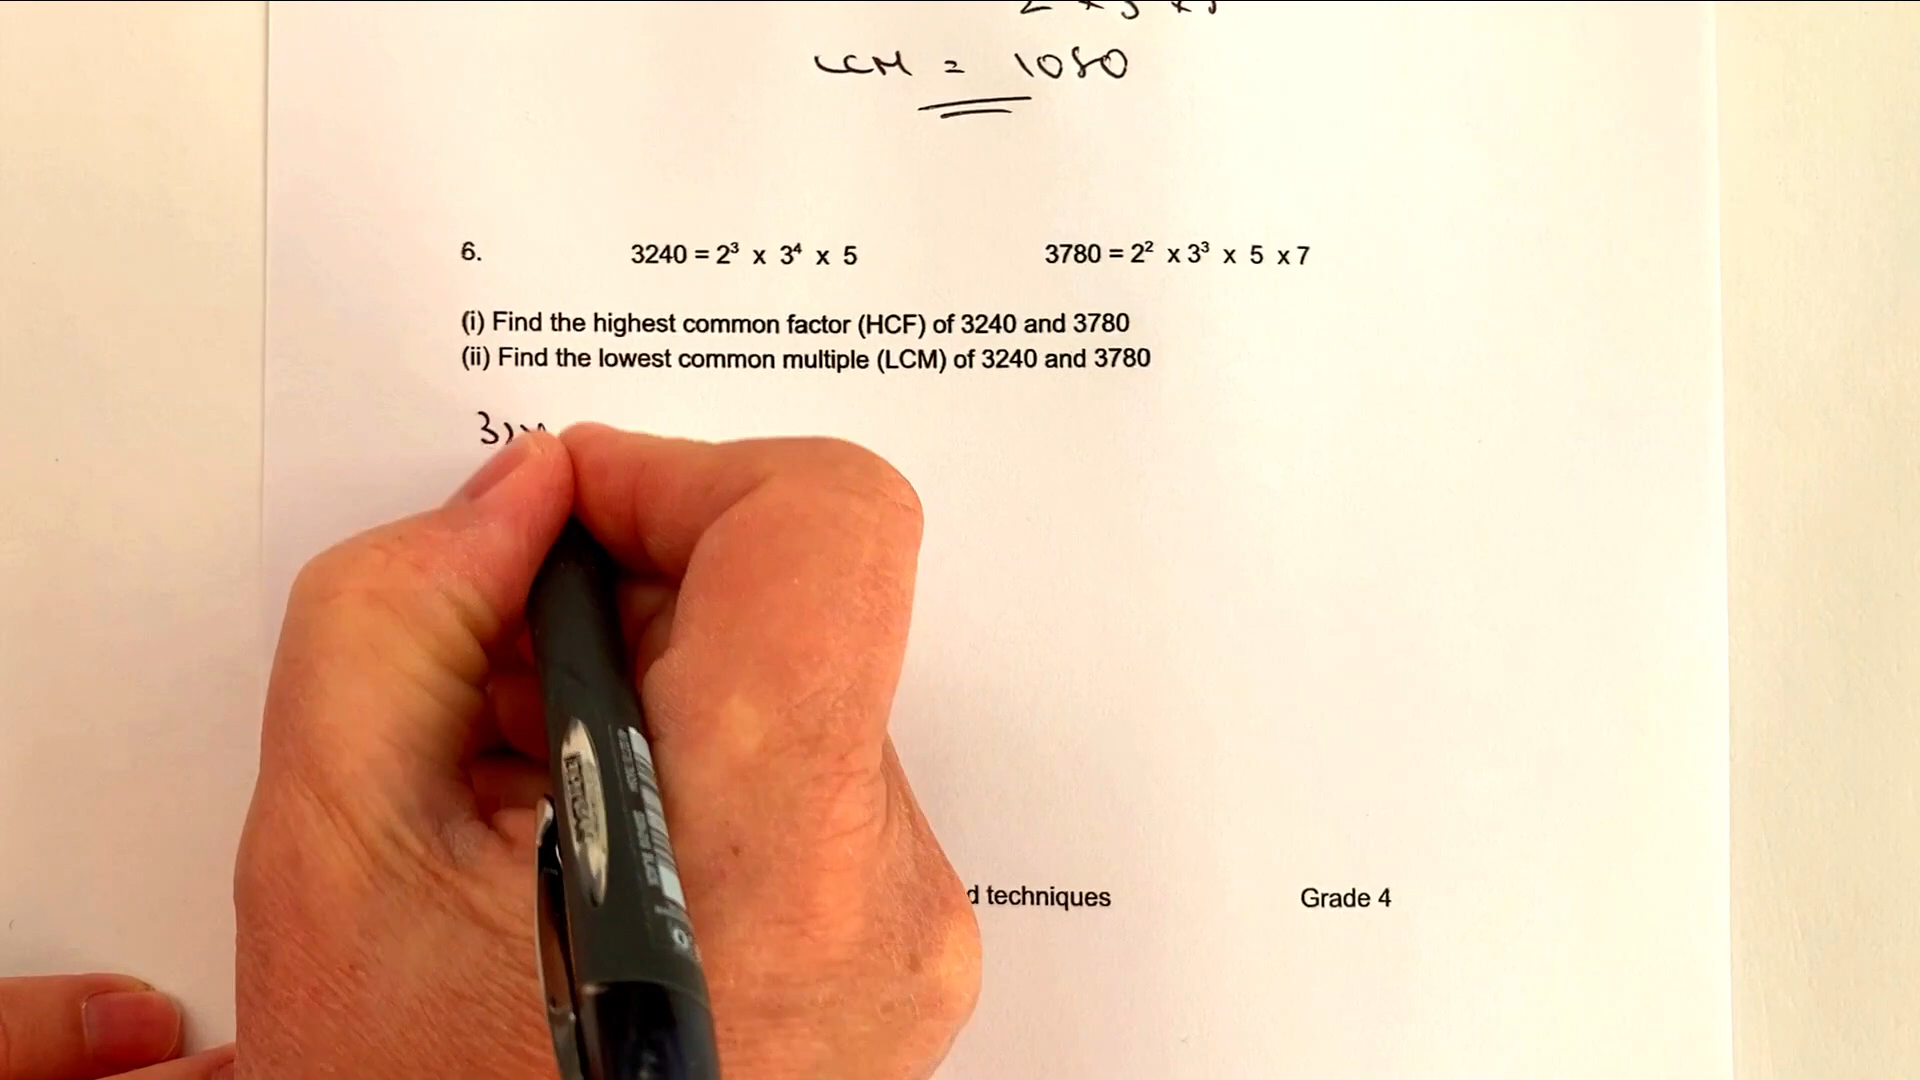 LCM = 1080
6. 3240 = 2³ x 3⁴ x 5 3780 = 2² x 3³ x 5 x 7
(i) Find the highest common factor (HCF) of 3240 and 3780
(ii) Find the lowest common multiple (LCM) of 3240 and 3780
techniques Grade 4